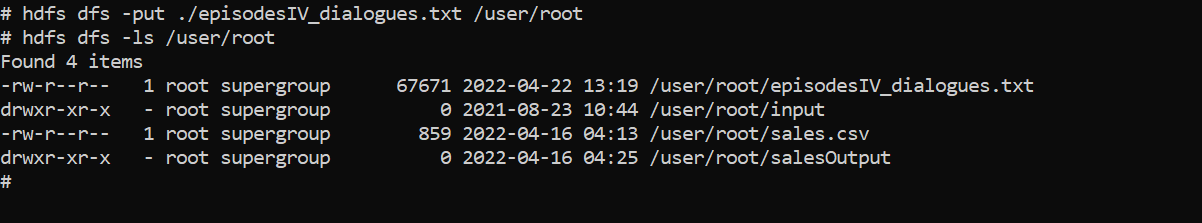 # hdfs dfs -put ./episodesIV_dialogues.txt /user/root
# hdfs dfs -ls /user/root
Found 4 items
-rw-r--r--   1 root supergroup      67671 2022-04-22 13:19 /user/root/episodesIV_dialogues.txt
drwxr-xr-x   - root supergroup          0 2021-08-23 10:44 /user/root/input
-rw-r--r--   1 root supergroup        859 2022-04-16 04:13 /user/root/sales.csv
drwxr-xr-x   - root supergroup          0 2022-04-16 04:25 /user/root/salesOutput
#